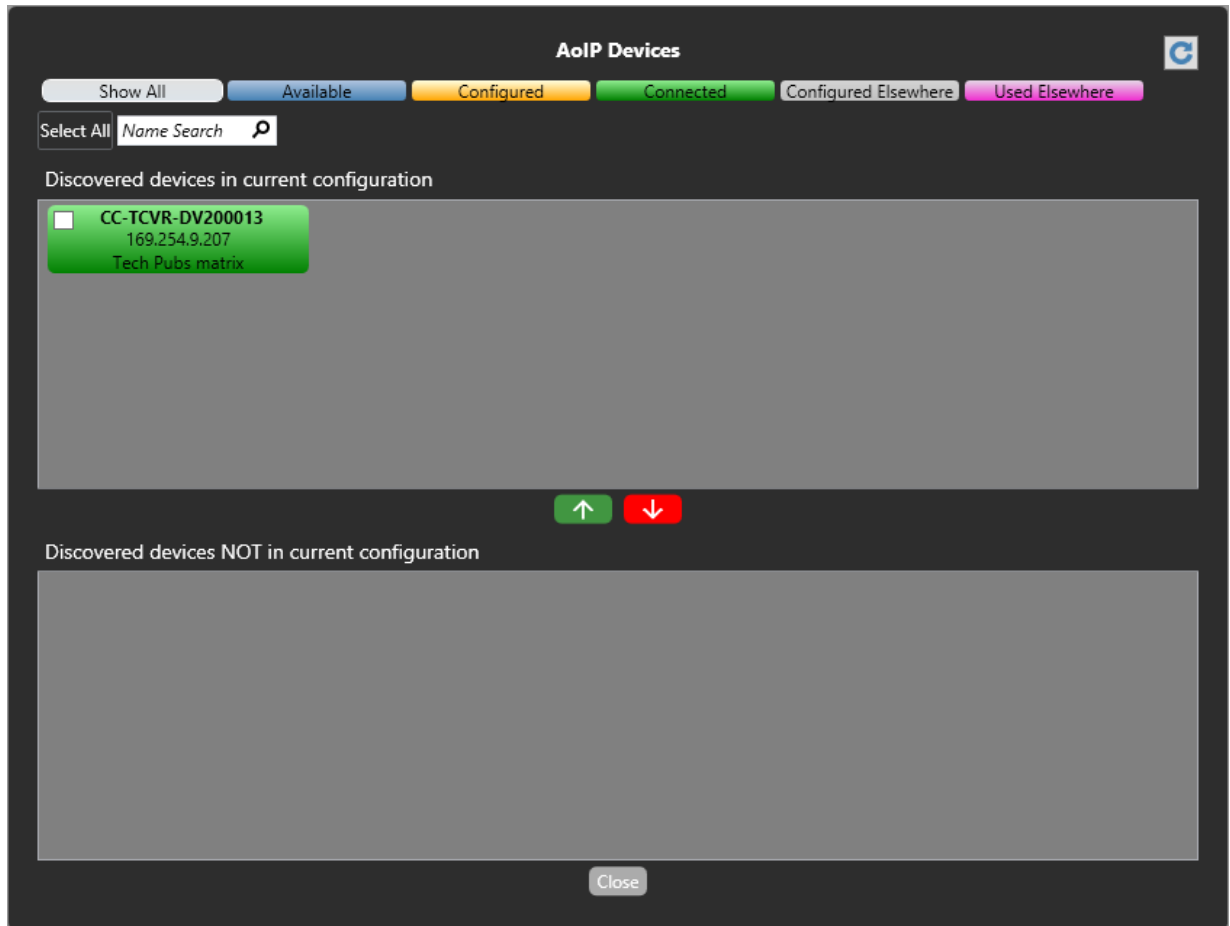 AoIP Devices
Show All Available Configured Connected Configured Elsewhere Used Elsewhere
Select All Name Search
Discovered devices in current configuration
CC-TCVR-DV200013
169.254.9.207
Tech Pubs matrix
Discovered devices NOT in current configuration
Close